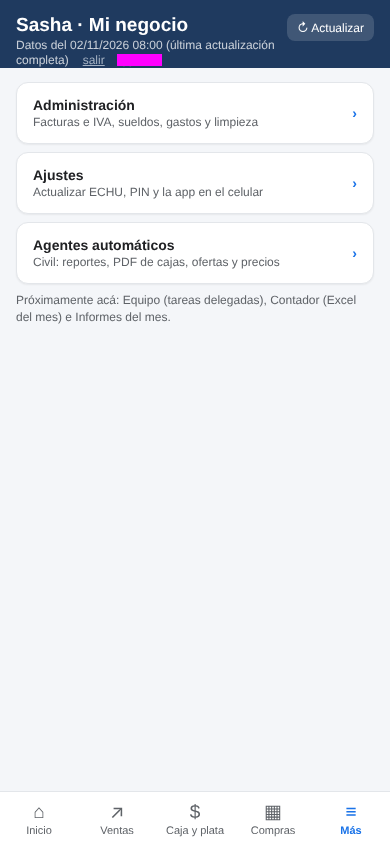 Sasha · Mi negocio
Datos del 02/11/2026 08:00 (última actualización
completa) salir
↻ Actualizar
Administración
Facturas e IVA, sueldos, gastos y limpieza
›
Ajustes
Actualizar ECHU, PIN y la app en el celular
›
Agentes automáticos
Civil: reportes, PDF de cajas, ofertas y precios
›
Próximamente acá: Equipo (tareas delegadas), Contador (Excel
del mes) e Informes del mes.
Inicio
Ventas
$ Caja y plata
Compras
Más